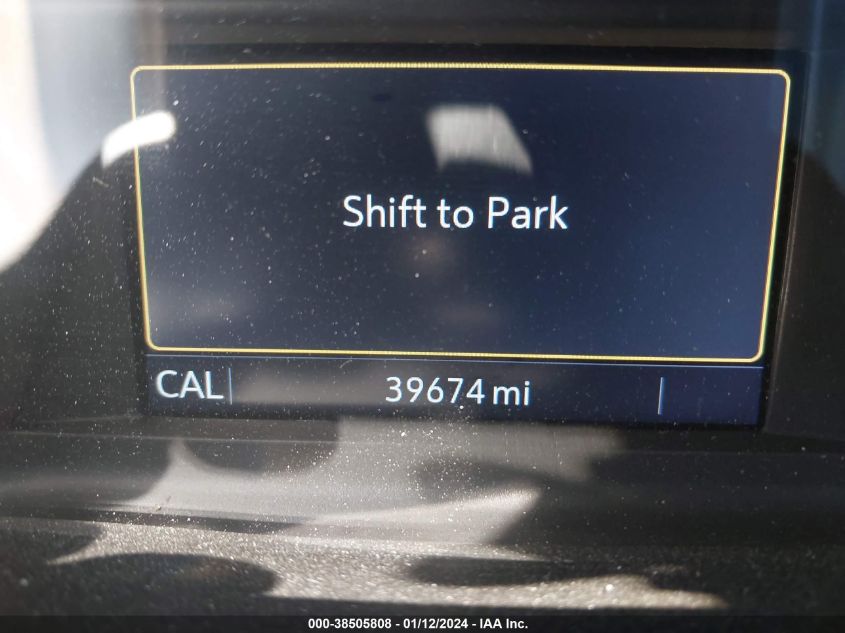 Shift to Park
CAL 39674 mi
000-38505808 - 01/12/2024 - IAA Inc.